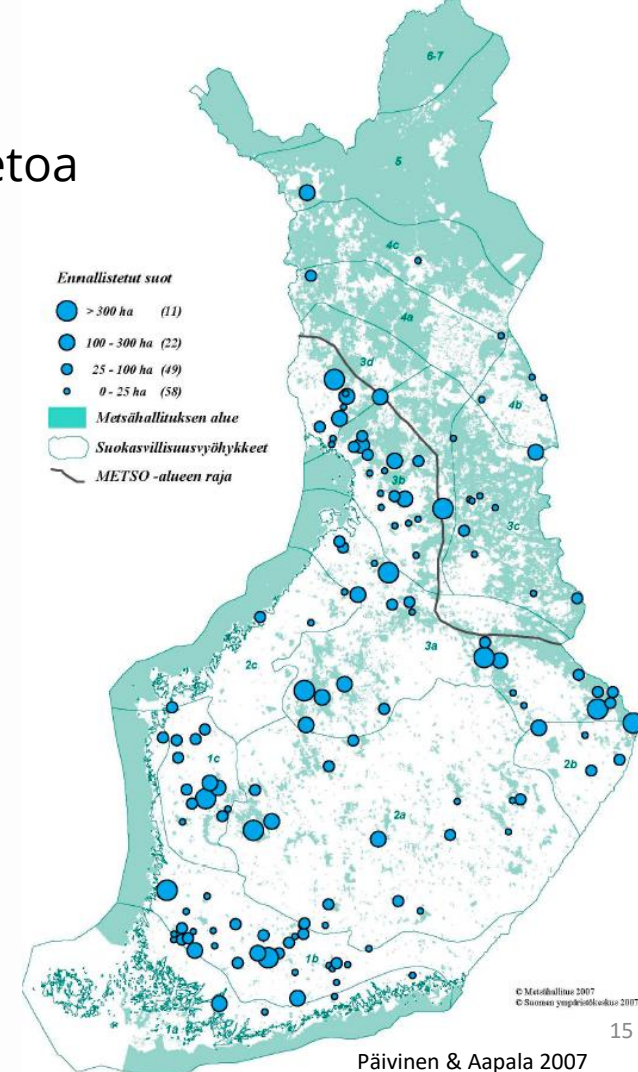 etoa
6-7
5
4c
4a
3d
4b
3b
3c
3a
2c
2b
1c
2a
1b
1a
Ennallistetut suot
> 300 ha (11)
100 - 300 ha (22)
25 - 100 ha (49)
0 - 25 ha (58)
Metsähallituksen alue
Suokasvillisuusvyöhykkeet
METSO -alueen raja
© Metsähallitus 2007
© Suomen ympäristökeskus 2007
15
Päivinen & Aapala 2007